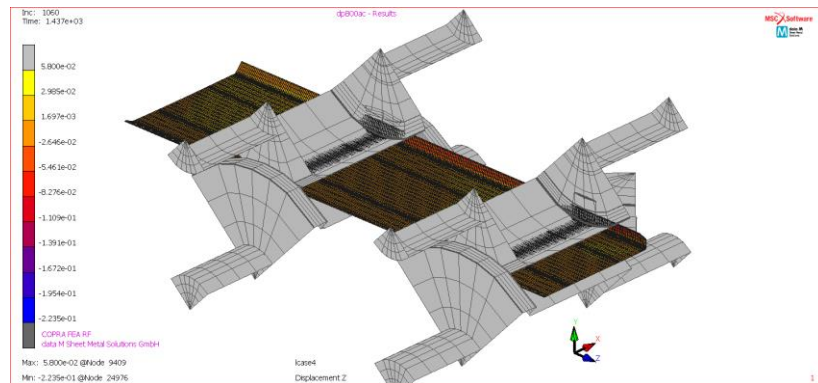 Inc: 1060
Time: 1.437e+03
dp800ac - Results
MSC Software
5.800e-02
2.985e-02
1.697e-03
-2.646e-02
-5.461e-02
-8.276e-02
-1.109e-01
-1.391e-01
-1.672e-01
-1.954e-01
-2.235e-01
COPRA FEA RF
data M Sheet Metal Solutions GmbH
Max: 5.800e-02 @Node 9409
Min: -2.235e-01 @Node 24976
lcase4
Displacement Z
Y
X
Z
1